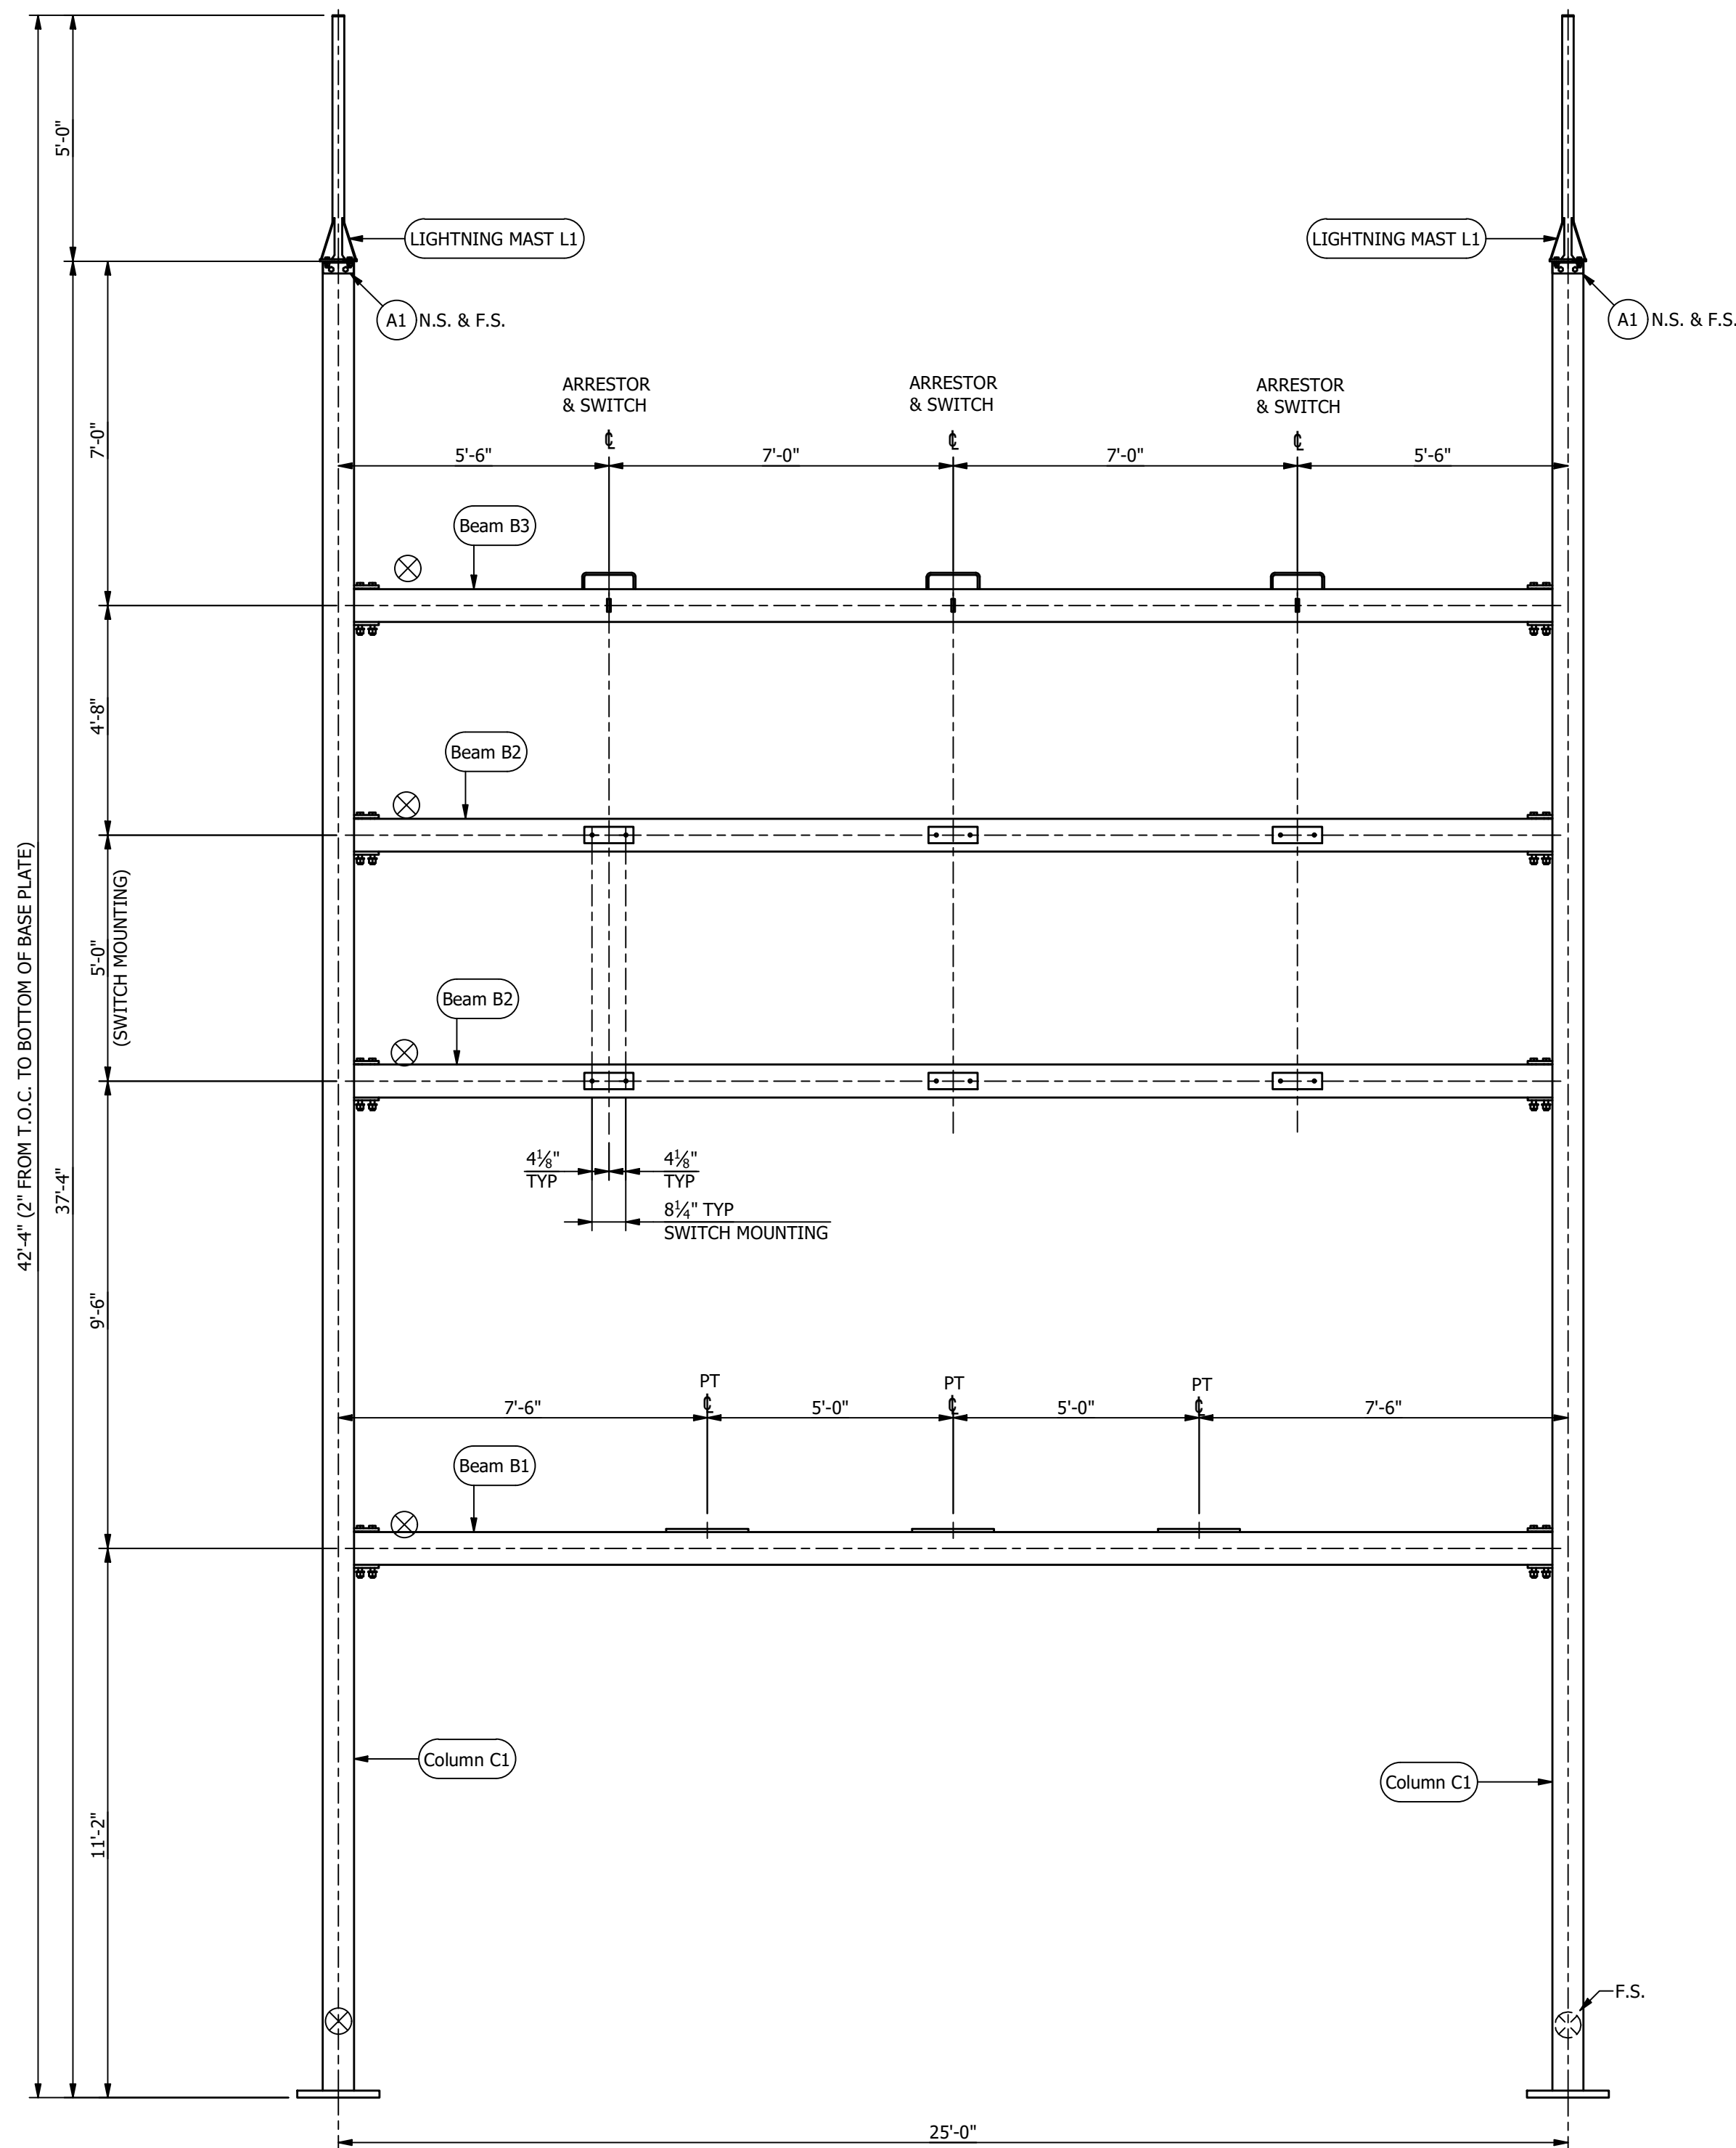 5'-0"
LIGHTNING MAST L1
LIGHTNING MAST L1
A1 N.S. & F.S.
A1 N.S. & F.S.
ARRESTOR
& SWITCH
ARRESTOR
& SWITCH
ARRESTOR
& SWITCH
℄
℄
℄
7'-0"
5'-6"
7'-0"
7'-0"
5'-6"
Beam B3
4'-8"
Beam B2
42'-4" (2" FROM T.O.C. TO BOTTOM OF BASE PLATE)
37'-4"
5'-0"
(SWITCH MOUNTING)
Beam B2
4⅛"
TYP
4⅛"
TYP
8¼" TYP
SWITCH MOUNTING
9'-6"
PT
℄
PT
℄
PT
℄
7'-6"
5'-0"
5'-0"
7'-6"
Beam B1
Column C1
Column C1
11'-2"
F.S.
25'-0"